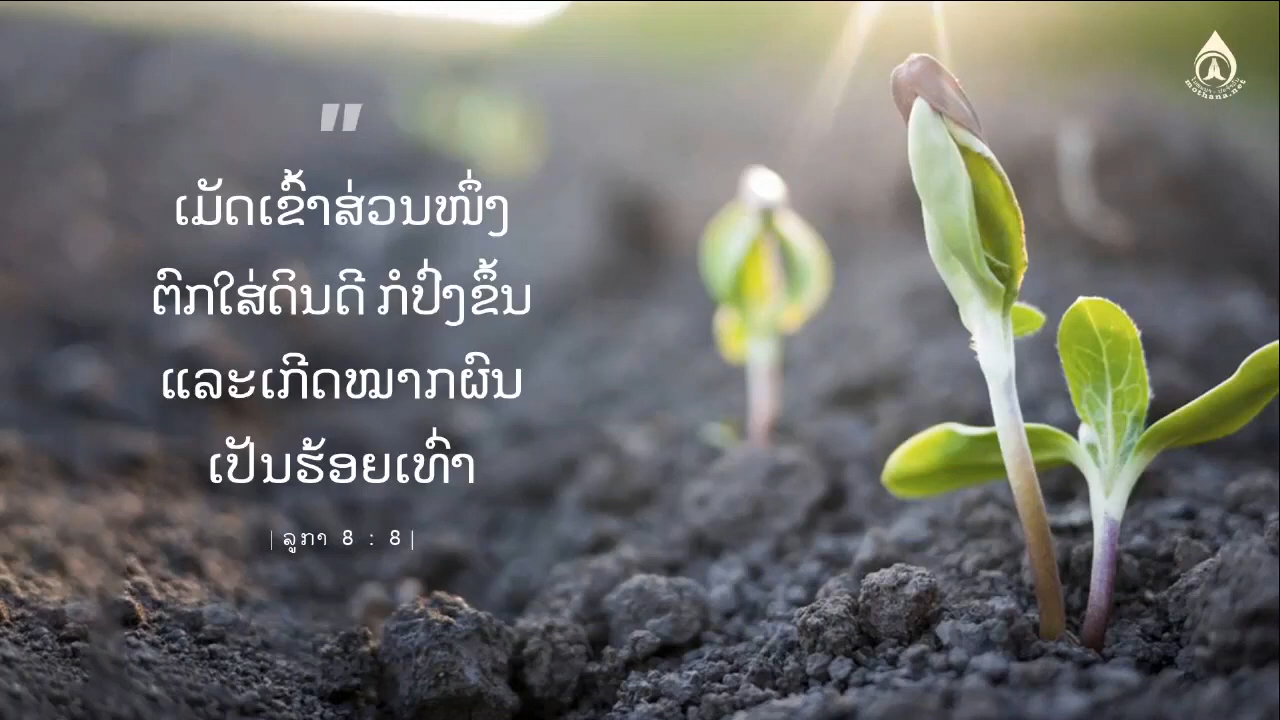 "
ເມັດເຂົ້າສ່ວນໜຶ່ງ
ຕົກໃສ່ດິນດີ ກໍປົ່ງຂຶ້ນ
ແລະເກີດໝາກຜົນ
ເປັນຮ້ອຍເທົ່າ
| ລູກາ 8 : 8 |
mothana.net